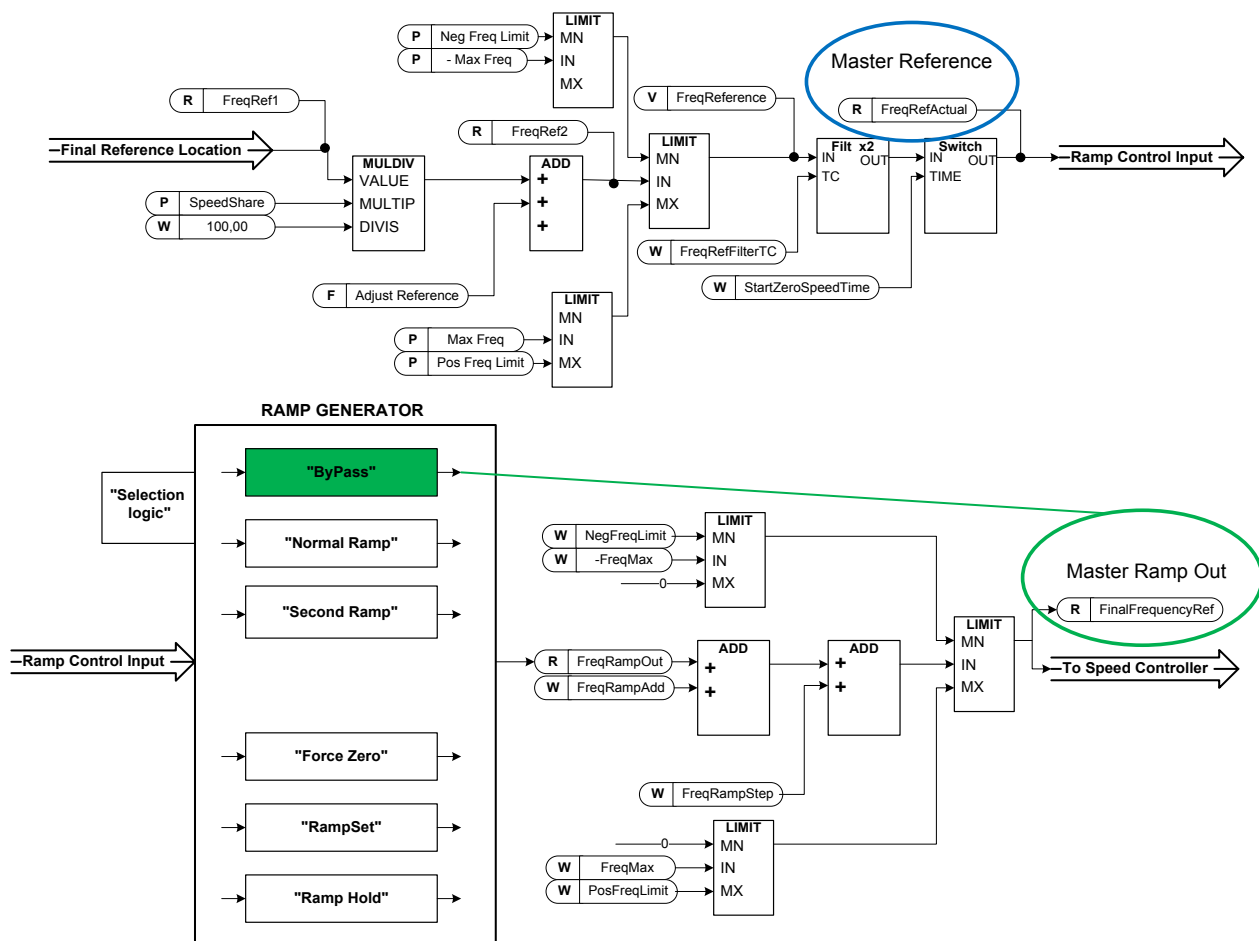 LIMIT
P Neg Freq Limit
MN
P - Max Freq
IN
MX
Master Reference
R FreqRef1
V FreqReference
R FreqRefActual
R FreqRef2
Final Reference Location
MULDIV
VALUE
P SpeedShare
MULTIP
W 100,00
DIVIS
ADD
+
+
+
LIMIT
MN
IN
MX
Filt x2
IN OUT
TC
Switch
IN OUT
TIME
Ramp Control Input
W FreqRefFilterTC
F Adjust Reference
W StartZeroSpeedTime
LIMIT
MN
P Max Freq
IN
P Pos Freq Limit
MX
RAMP GENERATOR
"ByPass"
"Selection
logic"
"Normal Ramp"
"Second Ramp"
Ramp Control Input
"Force Zero"
"RampSet"
"Ramp Hold"
LIMIT
W NegFreqLimit
MN
W -FreqMax
IN
0
MX
Master Ramp Out
R FinalFrequencyRef
LIMIT
MN
IN
MX
To Speed Controller
R FreqRampOut
W FreqRampAdd
ADD
+
+
ADD
+
+
W FreqRampStep
LIMIT
0
MN
W FreqMax
IN
W PosFreqLimit
MX